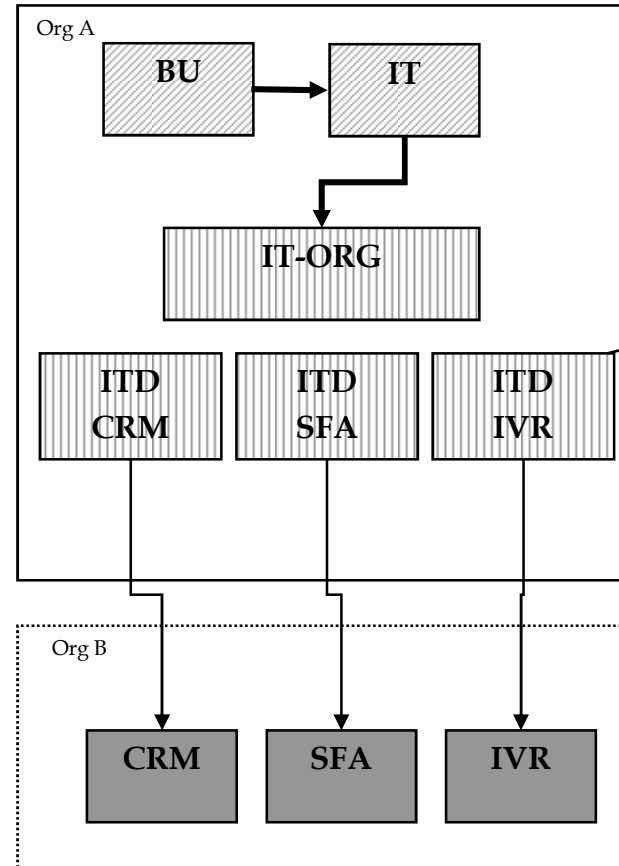 Org A
BU
IT
IT-ORG
ITD
CRM
ITD
SFA
ITD
IVR
Org B
CRM
SFA
IVR